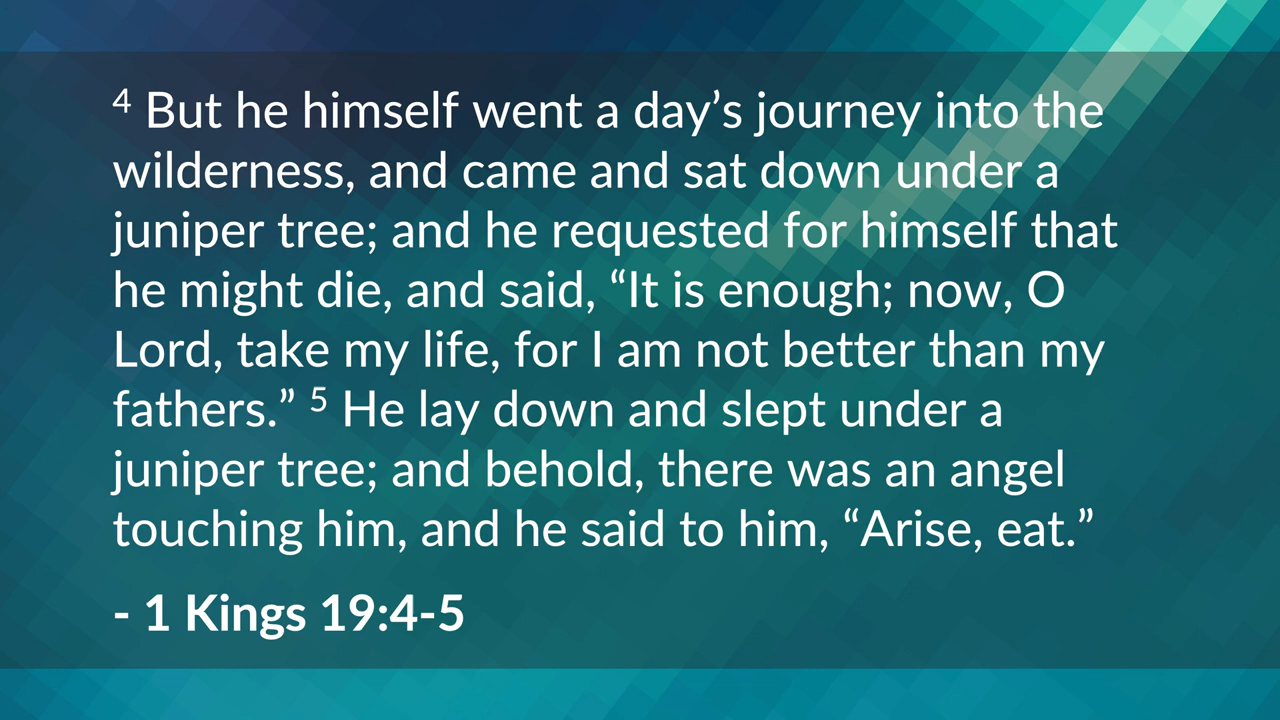 ⁴ But he himself went a day’s journey into the
wilderness, and came and sat down under a
juniper tree; and he requested for himself that
he might die, and said, “It is enough; now, O
Lord, take my life, for I am not better than my
fathers.” ⁵ He lay down and slept under a
juniper tree; and behold, there was an angel
touching him, and he said to him, “Arise, eat.”
- 1 Kings 19:4-5